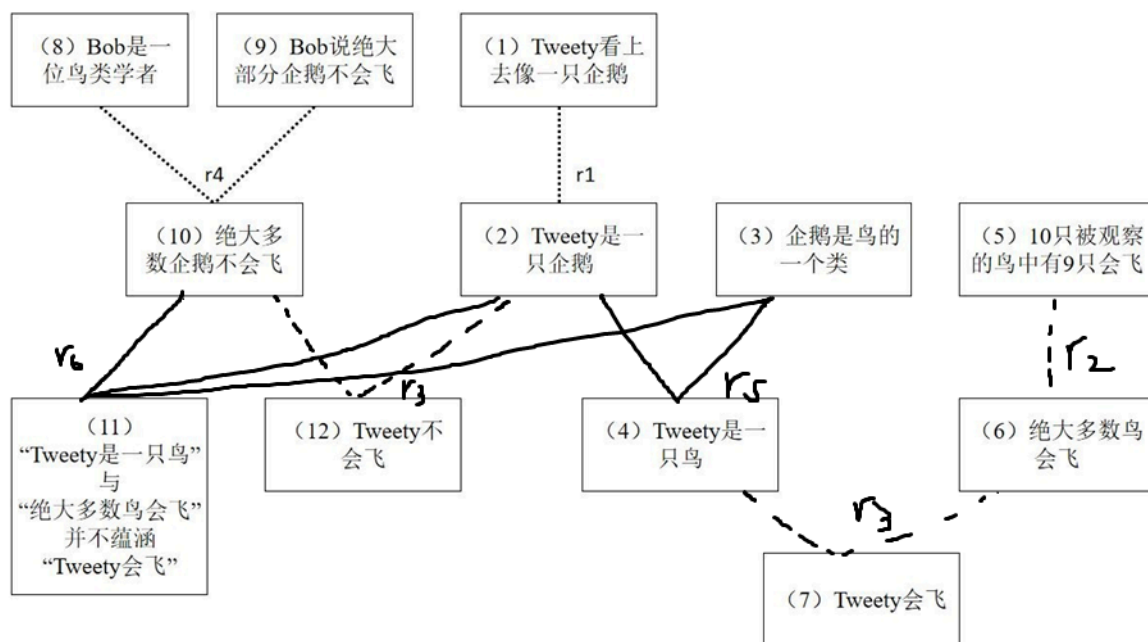 （8）Bob是一
位鸟类学者
（9）Bob说绝大
部分企鹅不会飞
（1）Tweety看上
去像一只企鹅
r4
r1
（10）绝大多
数企鹅不会飞
（2）Tweety是一
只企鹅
（3）企鹅是鸟的
一个类
（5）10只被观察
的鸟中有9只会飞
r6
r3
r5
r2
（11）
“Tweety是一只鸟”
与
“绝大多数鸟会飞”
并不蕴涵
“Tweety会飞”
（12）Tweety不
会飞
（4）Tweety是一
只鸟
（6）绝大多数鸟
会飞
r3
（7）Tweety会飞